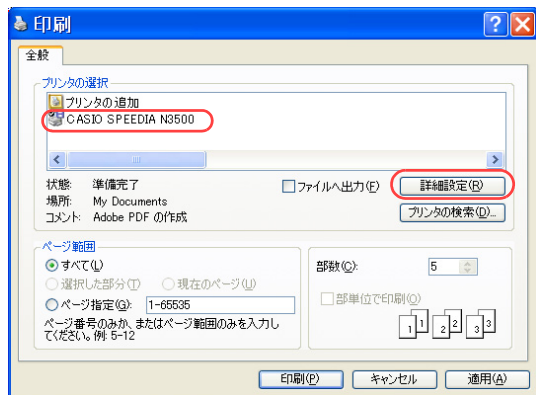 印刷
全般
プリンタの選択
プリンタの追加
CASIO SPEEDIA N3500
状態: 準備完了
ファイルへ出力(F)
詳細設定(R)
場所: My Documents
プリンタの検索(D)...
コメント: Adobe PDF の作成
ページ範囲
すべて(L)
選択した部分(T)
現在のページ(U)
ページ指定(G): 1-65535
ページ番号のみか、またはページ範囲のみを入力し
てください。例: 5-12
部数(C): 5
部単位で印刷(O)
1 1 2 2 3 3
印刷(P)
キャンセル
適用(A)